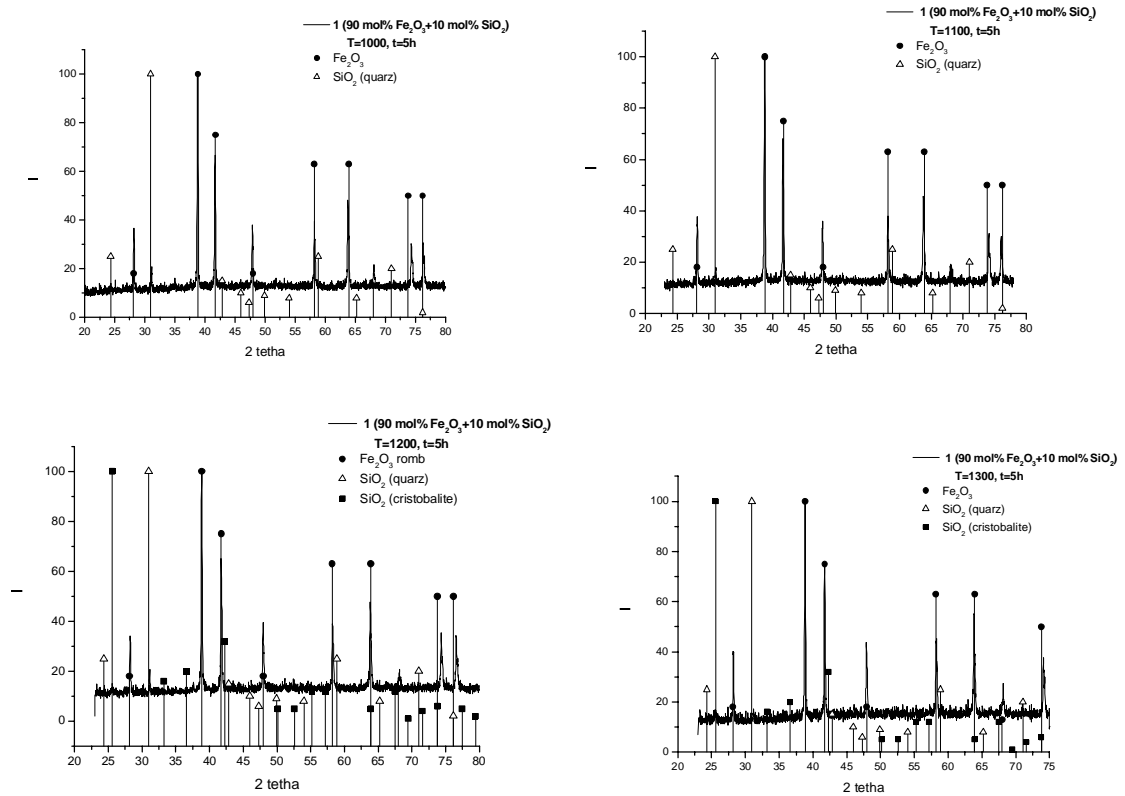 1 (90 mol% Fe₂O₃+10 mol% SiO₂)
T=1000, t=5h
Fe₂O₃
SiO₂ (quarz)
100
80
60
40
20
0
I
20 25 30 35 40 45 50 55 60 65 70 75 80
2 tetha
1 (90 mol% Fe₂O₃+10 mol% SiO₂)
T=1100, t=5h
Fe₂O₃
SiO₂ (quarz)
100
80
60
40
20
0
I
20 25 30 35 40 45 50 55 60 65 70 75 80
2 tetha
1 (90 mol% Fe₂O₃+10 mol% SiO₂)
T=1200, t=5h
Fe₂O₃ romb
SiO₂ (quarz)
SiO₂ (cristobalite)
100
80
60
40
20
0
I
20 25 30 35 40 45 50 55 60 65 70 75 80
2 tetha
1 (90 mol% Fe₂O₃+10 mol% SiO₂)
T=1300, t=5h
Fe₂O₃
SiO₂ (quarz)
SiO₂ (cristobalite)
100
80
60
40
20
0
I
20 25 30 35 40 45 50 55 60 65 70 75
2 tetha